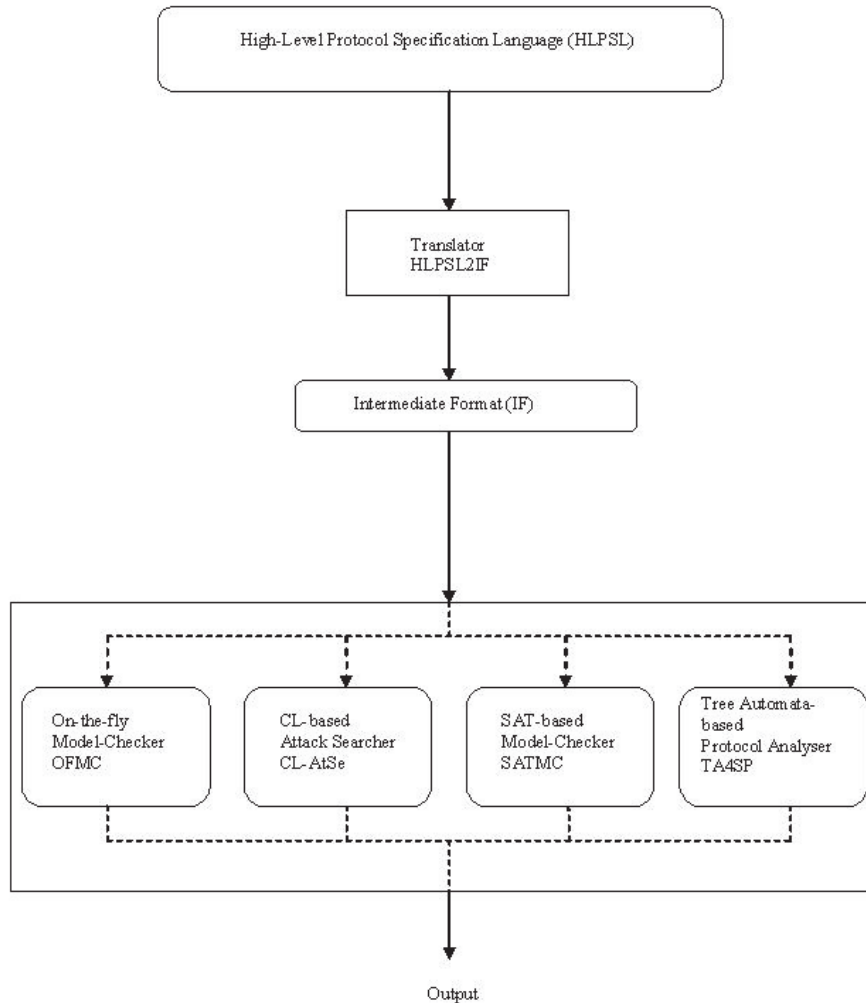 High-Level Protocol Specification Language (HLPSL)
Translator
HLPSL2IF
Intermediate Format (IF)
On-the-fly
Model-Checker
OFMC
CL-based
Attack Searcher
CL-AtSe
SAT-based
Model-Checker
SATMC
Tree Automata-
based
Protocol Analyser
TA4SP
Output